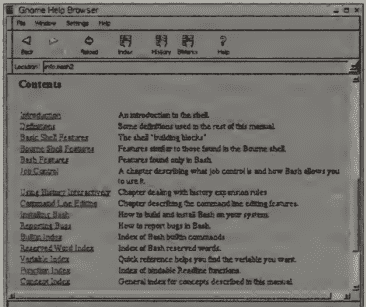 Gnome Help Browser
File Window Settings Help
Back Reload Index History BMarks Help
Location: info:bash2
Contents
Introduction An introduction to the shell.
Definitions Some definitions used in the rest of this manual.
Basic Shell Features The shell "building blocks"
Bourne Shell Features Features similar to those found in the Bourne shell.
Bash Features Features found only in Bash.
Job Control A chapter describing what job control is and how Bash allows you
to use it.
Using History Interactively Chapter dealing with history expansion rules
Command Line Editing Chapter describing the command line editing features.
Installing Bash How to build and install Bash on your system.
Reporting Bugs How to report bugs in Bash.
Builtin Index Index of Bash builtin commands
Reserved Word Index Index of Bash reserved words.
Variable Index Quick reference helps you find the variable you want.
Function Index Index of bindable Readline functions.
Concept Index General index for concepts described in this manual